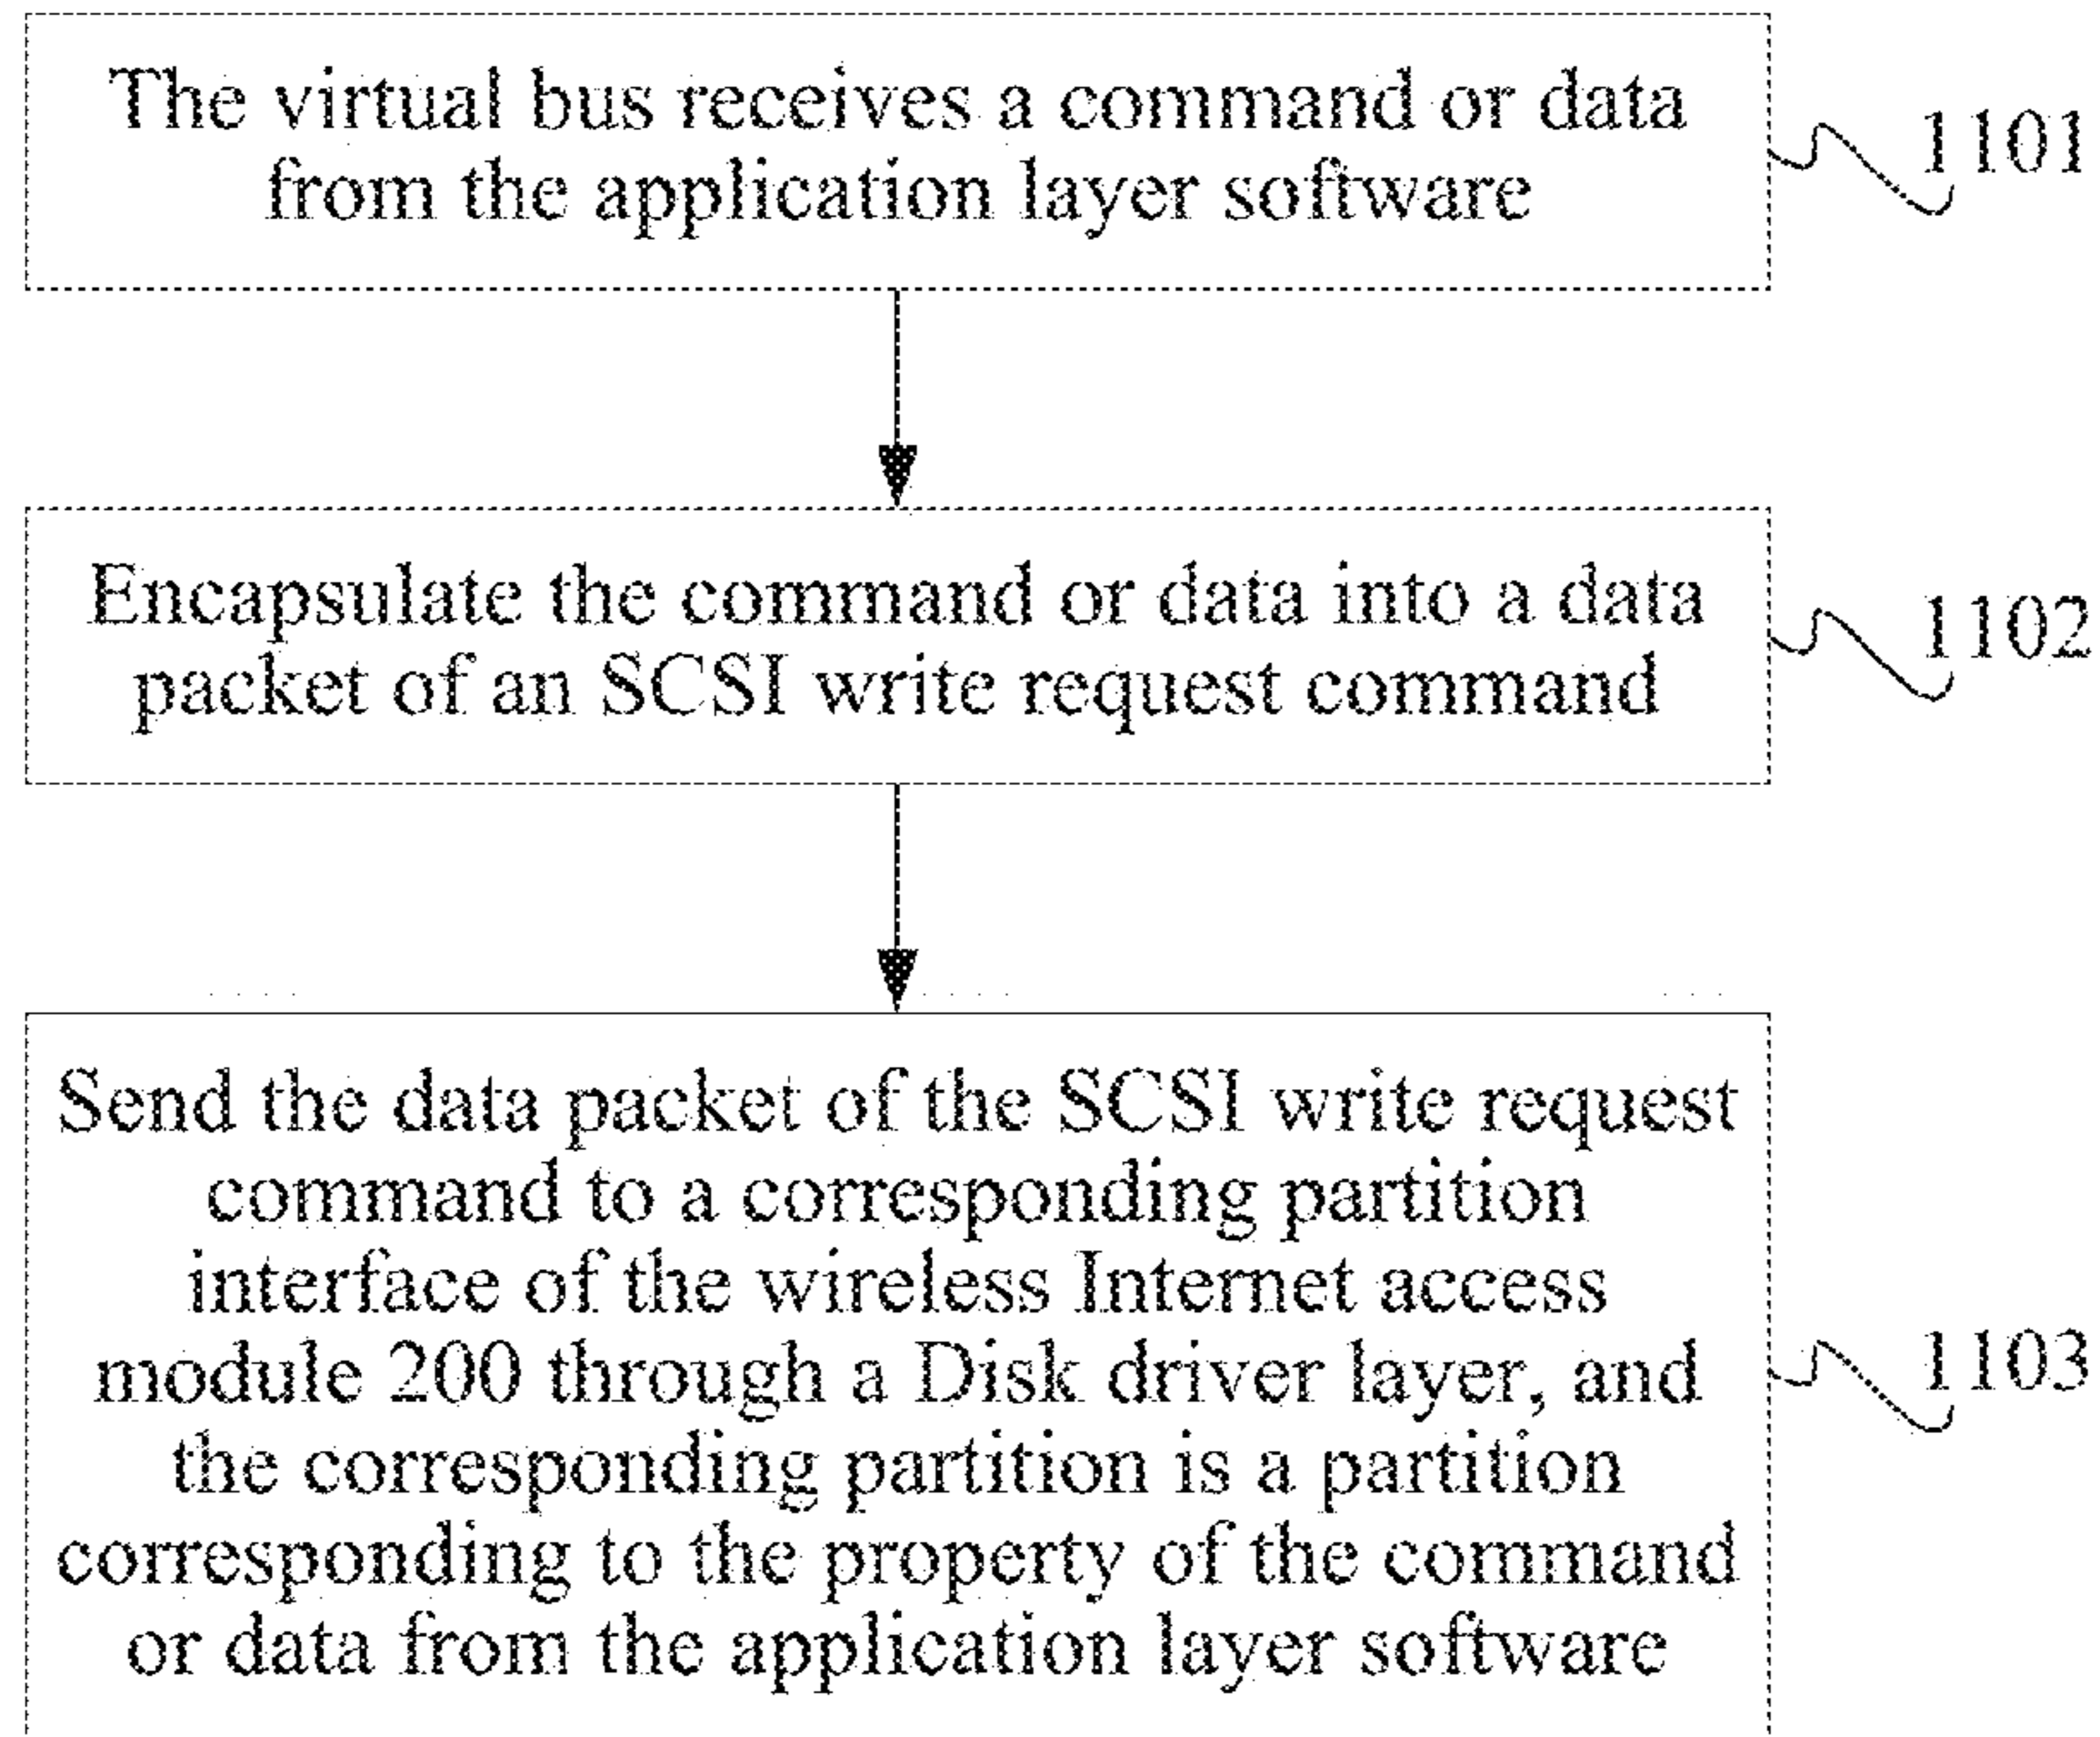 The virtual bus receives a command or data
from the application layer software
1101
Encapsulate the command or data into a data
packet of an SCSI write request command
1102
Send the data packet of the SCSI write request
command to a corresponding partition
interface of the wireless Internet access
module 200 through a Disk driver layer, and
the corresponding partition is a partition
corresponding to the property of the command
or data from the application layer software
1103